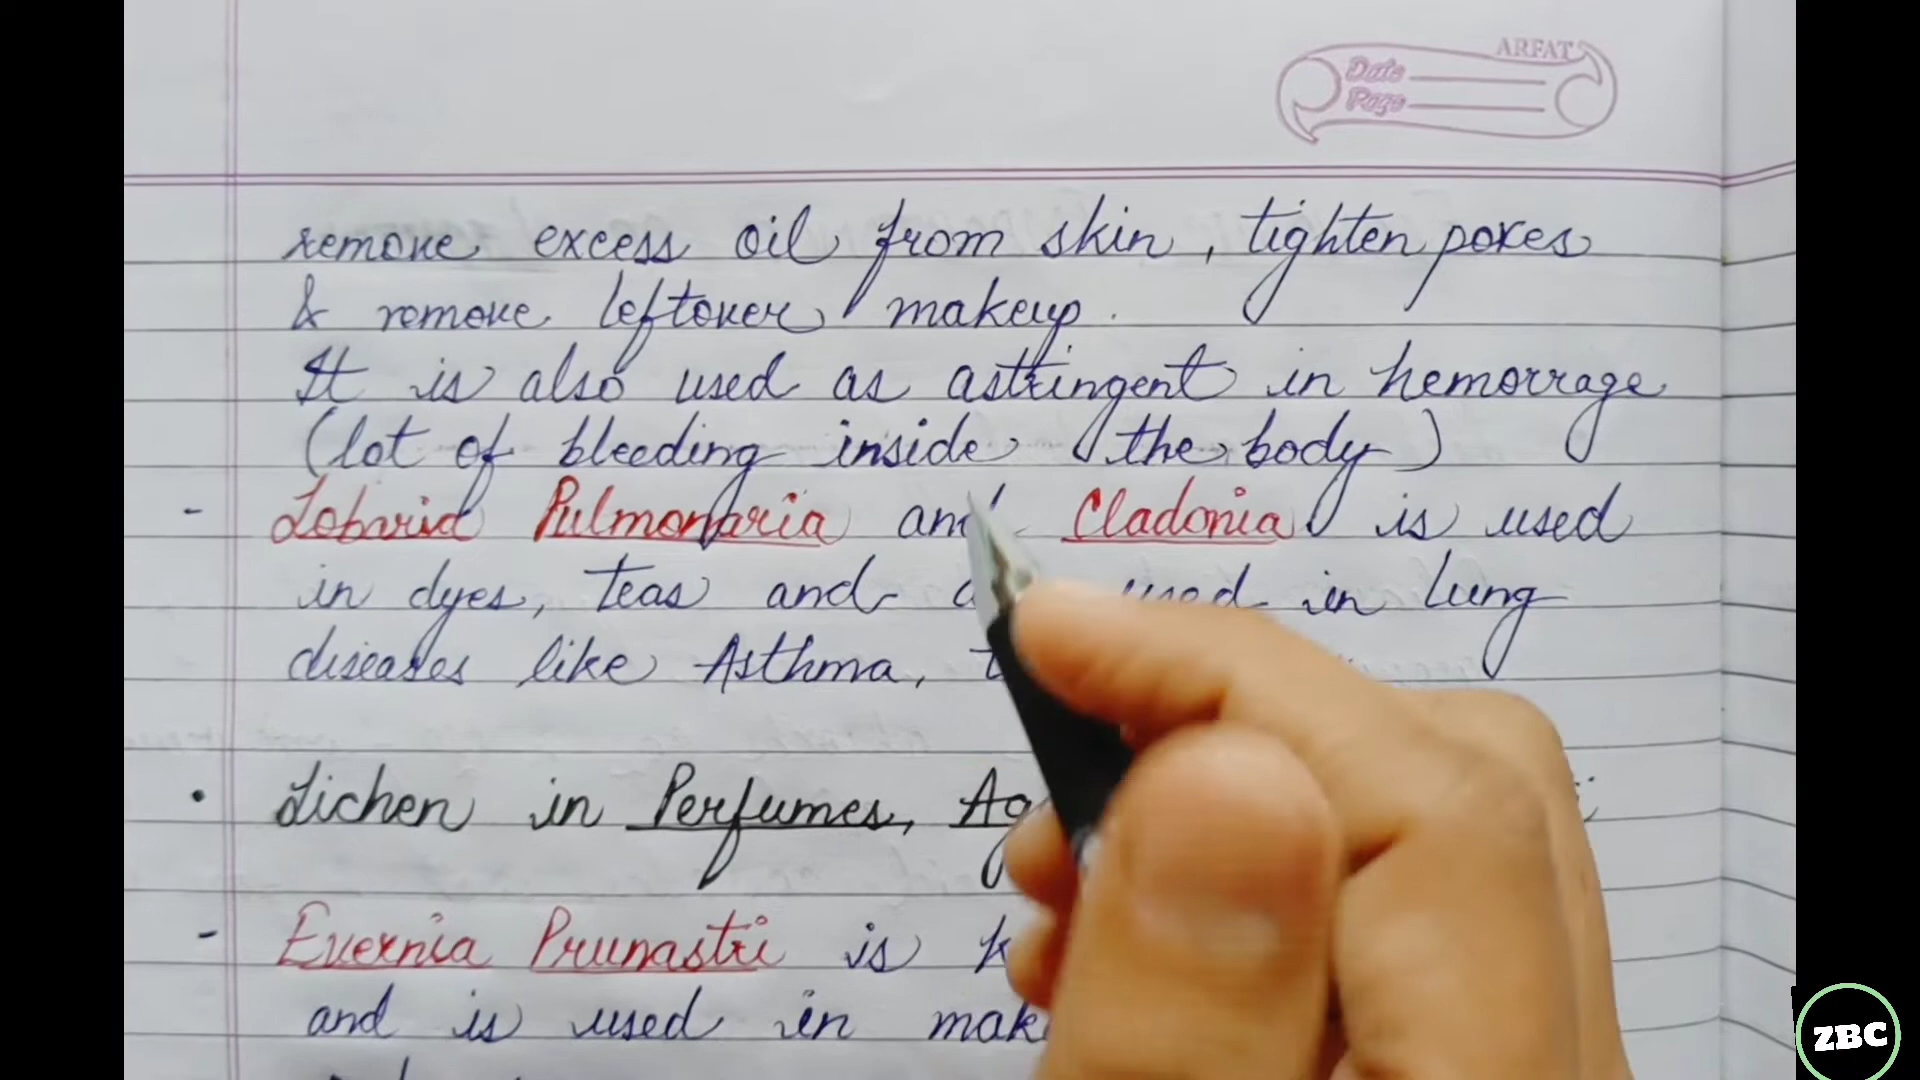 ARFAT
Date
Page
remove excess oil from skin, tighten pores
& remove leftover makeup.
It is also used as astringent in hemorrage
(lot of bleeding inside the body)
- Lobaria Pulmonaria and Cladonia is used
in dyes, teas and used in lung
diseases like Asthma,
• Lichen in Perfumes,
- Evernia Prunastri is
and is used in
ZBC